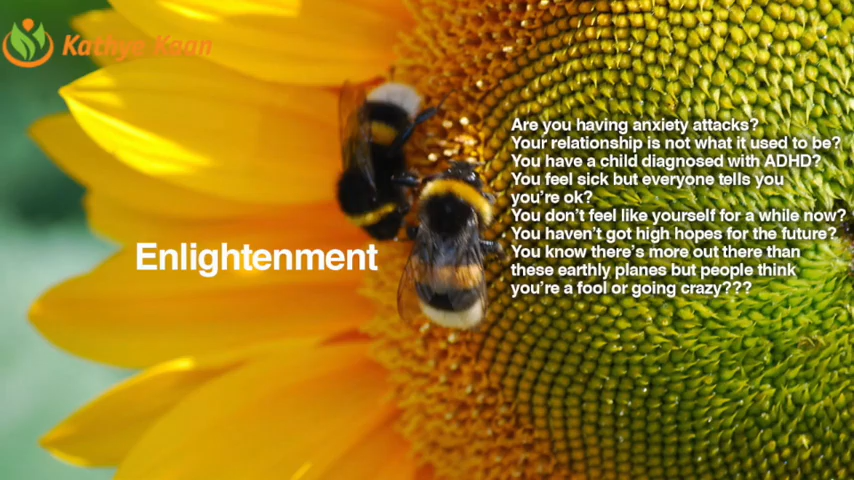 Kathye Kaan
Enlightenment
Are you having anxiety attacks?
Your relationship is not what it used to be?
You have a child diagnosed with ADHD?
You feel sick but everyone tells you
you're ok?
You don't feel like yourself for a while now?
You haven't got high hopes for the future?
You know there's more out there than
these earthly planes but people think
you're a fool or going crazy???